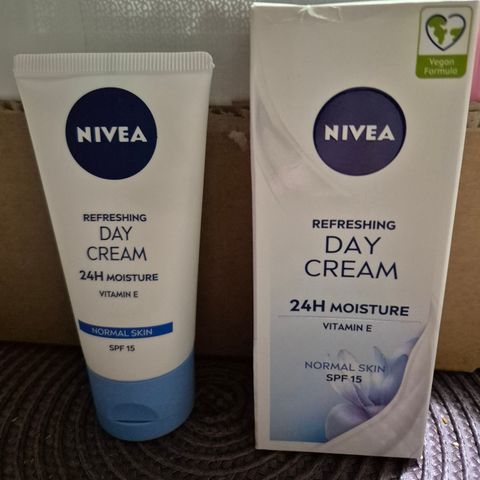 NIVEA
REFRESHING
DAY
CREAM
24H MOISTURE
VITAMIN E
NORMAL SKIN
SPF 15
Vegan
Formula
NIVEA
REFRESHING
DAY
CREAM
24H MOISTURE
VITAMIN E
NORMAL SKIN
SPF 15